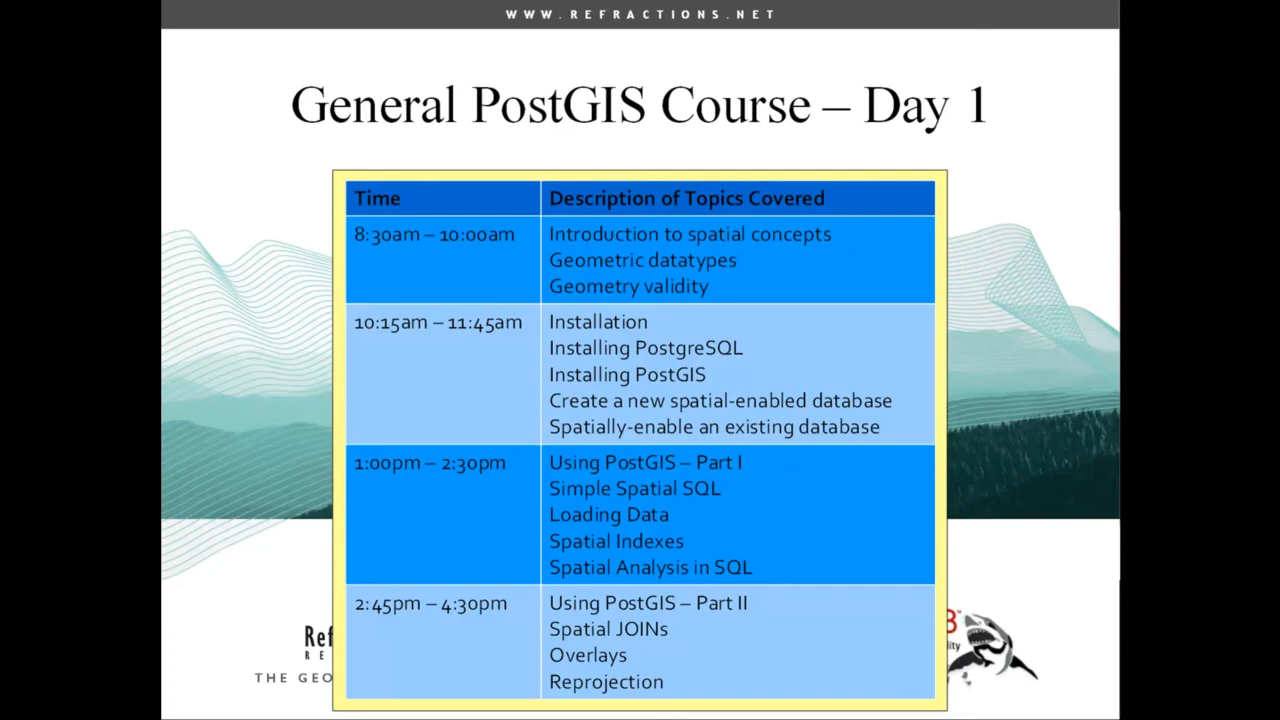 WWW.REFRACTIONS.NET
General PostGIS Course – Day 1
Time
Description of Topics Covered
8:30am – 10:00am
Introduction to spatial concepts
Geometric datatypes
Geometry validity
10:15am – 11:45am
Installation
Installing PostgreSQL
Installing PostGIS
Create a new spatial-enabled database
Spatially-enable an existing database
1:00pm – 2:30pm
Using PostGIS – Part I
Simple Spatial SQL
Loading Data
Spatial Indexes
Spatial Analysis in SQL
2:45pm – 4:30pm
Using PostGIS – Part II
Spatial JOINs
Overlays
Reprojection
THE